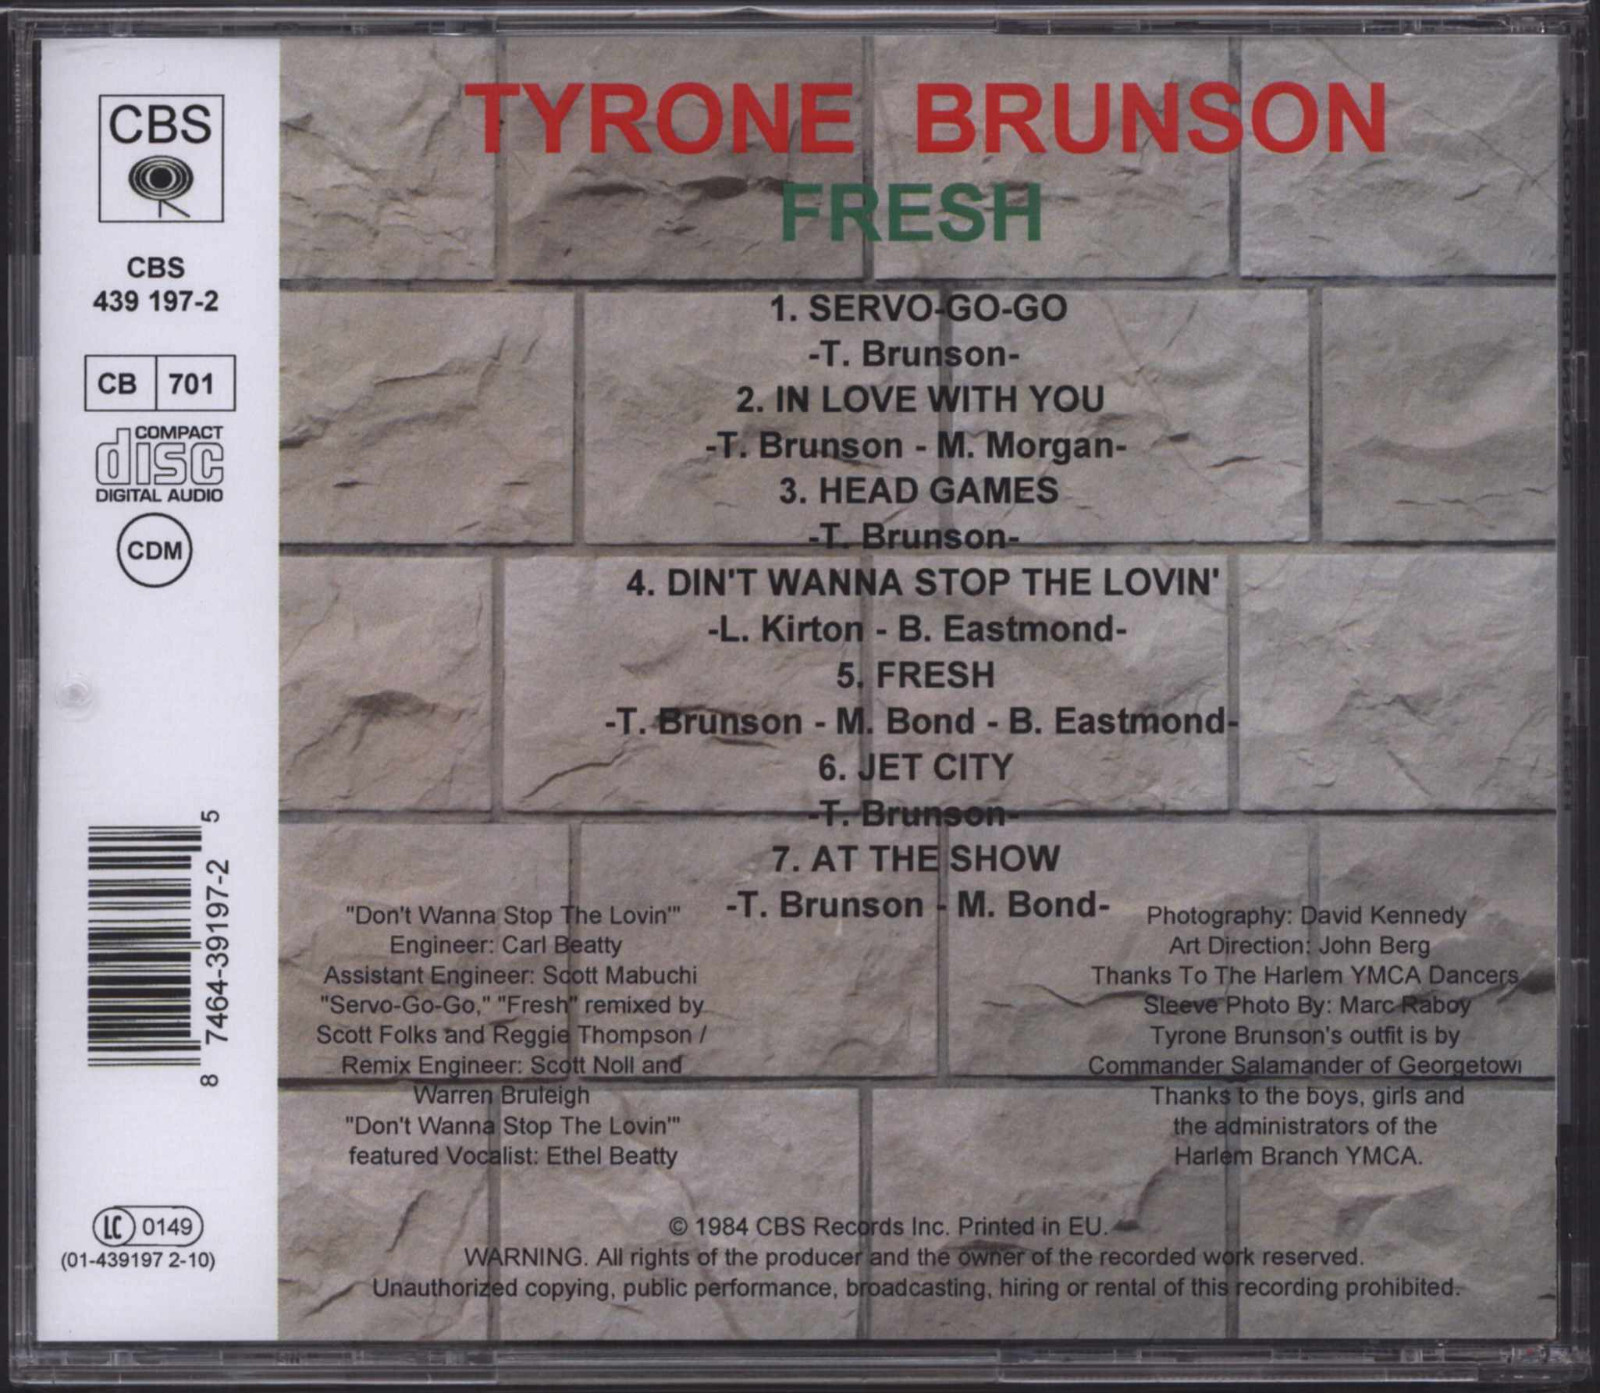 CBS
CBS
439 197-2
CB 701
COMPACT
disc
DIGITAL AUDIO
CDM
8 7464-39197-2 5
LC 0149
(01-439197 2-10)
TYRONE BRUNSON
FRESH
1. SERVO-GO-GO
-T. Brunson-
2. IN LOVE WITH YOU
-T. Brunson - M. Morgan-
3. HEAD GAMES
-T. Brunson-
4. DIN'T WANNA STOP THE LOVIN'
-L. Kirton - B. Eastmond-
5. FRESH
-T. Brunson - M. Bond - B. Eastmond-
6. JET CITY
-T. Brunson-
7. AT THE SHOW
-T. Brunson - M. Bond-
"Don't Wanna Stop The Lovin'"
Engineer: Carl Beatty
Assistant Engineer: Scott Mabuchi
"Servo-Go-Go," "Fresh" remixed by
Scott Folks and Reggie Thompson /
Remix Engineer: Scott Noll and
Warren Bruleigh
"Don't Wanna Stop The Lovin'"
featured Vocalist: Ethel Beatty
Photography: David Kennedy
Art Direction: John Berg
Thanks To The Harlem YMCA Dancers
Sleeve Photo By: Marc Raboy
Tyrone Brunson's outfit is by
Commander Salamander of Georgetow
Thanks to the boys, girls and
the administrators of the
Harlem Branch YMCA.
© 1984 CBS Records Inc. Printed in EU.
WARNING. All rights of the producer and the owner of the recorded work reserved.
Unauthorized copying, public performance, broadcasting, hiring or rental of this recording prohibited.